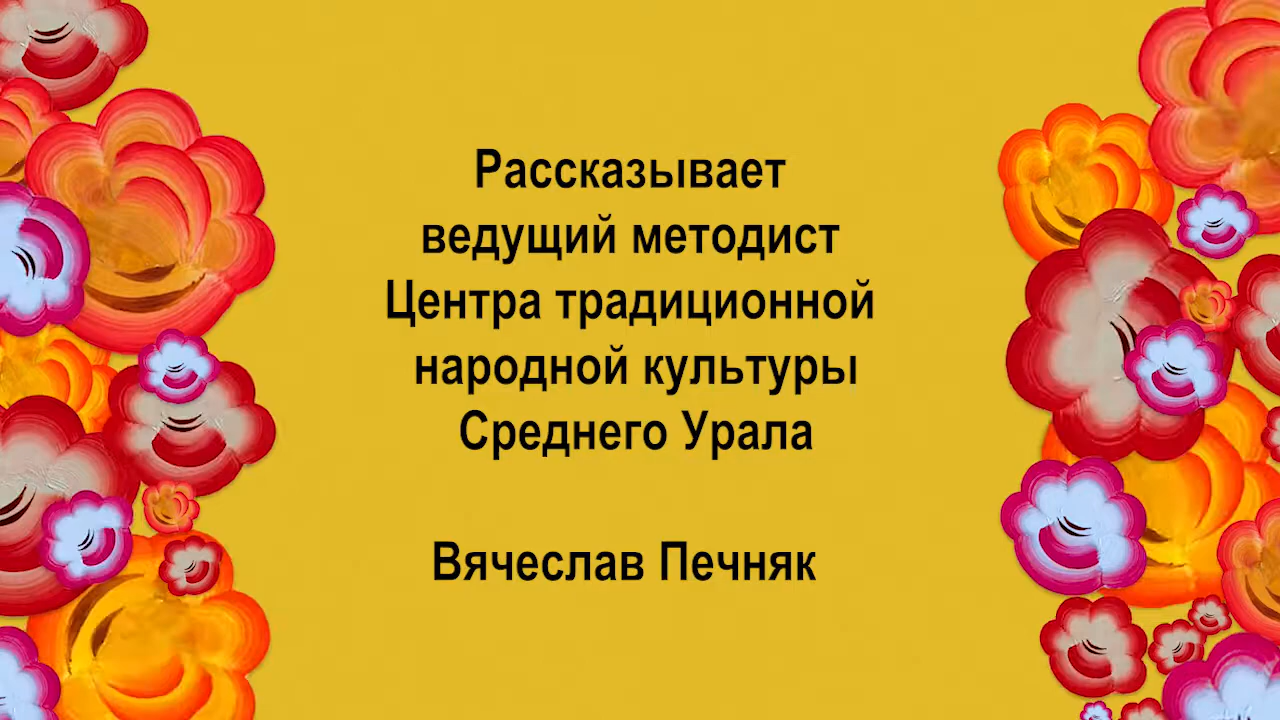 Рассказывает
ведущий методист
Центра традиционной
народной культуры
Среднего Урала
Вячеслав Печняк